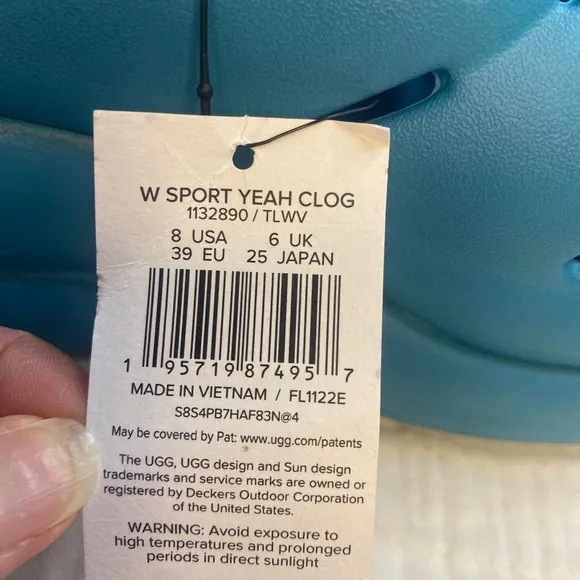 W SPORT YEAH CLOG
1132890 / TLWV
8 USA 6 UK
39 EU 25 JAPAN
1 95719 87495 7
MADE IN VIETNAM / FL1122E
S8S4PB7HAF83N@4
May be covered by Pat: www.ugg.com/patents
The UGG, UGG design and Sun design
trademarks and service marks are owned or
registered by Deckers Outdoor Corporation
of the United States.
WARNING: Avoid exposure to
high temperatures and prolonged
periods in direct sunlight